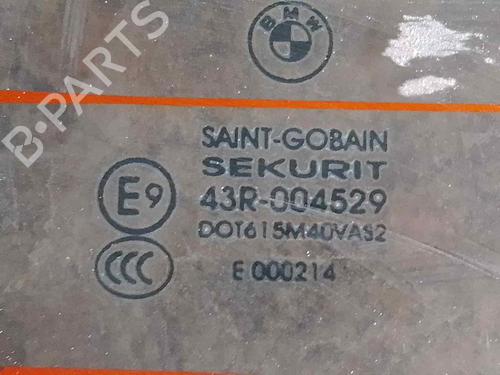 BMW
B-PARTS
SAINT-GOBAIN
SEKURIT
E9
43R-004529
DOT615M40VAS2
CCC
E 000214